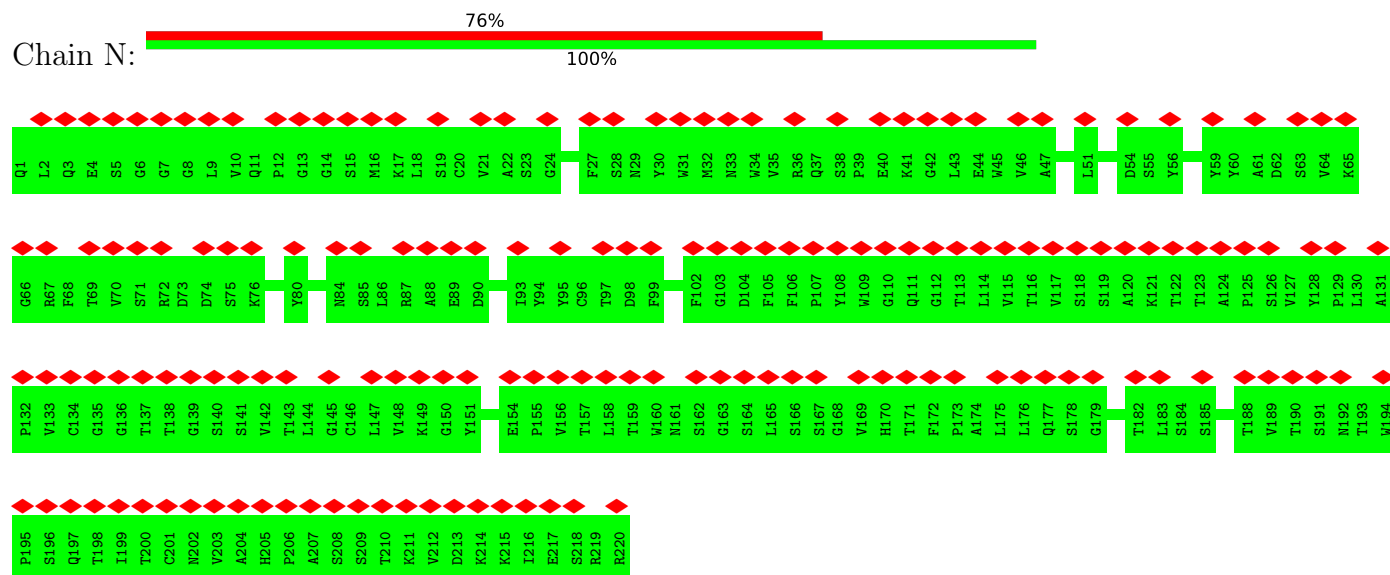 76%
Chain N:
100%
Q1 L2 Q3 E4 S5 G6 G7 G8 L9 V10 Q11 P12 G13 G14 S15 M16 K17 L18 S19 C20 V21 A22 S23 G24 F27 S28 N29 Y30 W31 M32 N33 W34 V35 R36 Q37 S38 P39 E40 K41 G42 L43 E44 W45 V46 A47 L51 D54 S55 Y56 Y59 Y60 A61 D62 S63 V64 K65
G66 R67 F68 T69 V70 S71 R72 D73 D74 S75 K76 Y80 N84 S85 L86 R87 A88 E89 D90 I93 Y94 Y95 C96 T97 D98 F99 F102 G103 D104 F105 F106 P107 Y108 W109 G110 Q111 G112 T113 L114 V115 T116 V117 S118 S119 A120 K121 T122 T123 A124 P125 S126 V127 Y128 P129 L130 A131
P132 V133 C134 G135 G136 T137 T138 G139 S140 S141 V142 T143 L144 G145 C146 L147 V148 K149 G150 Y151 E154 P155 V156 T157 L158 T159 W160 N161 S162 G163 S164 L165 S166 S167 G168 V169 H170 T171 F172 P173 A174 L175 L176 Q177 S178 G179 T182 L183 S184 S185 T188 V189 T190 S191 N192 T193 W194
P195 S196 Q197 T198 I199 T200 C201 N202 V203 A204 H205 P206 A207 S208 S209 T210 K211 V212 D213 K214 K215 I216 E217 S218 R219 R220